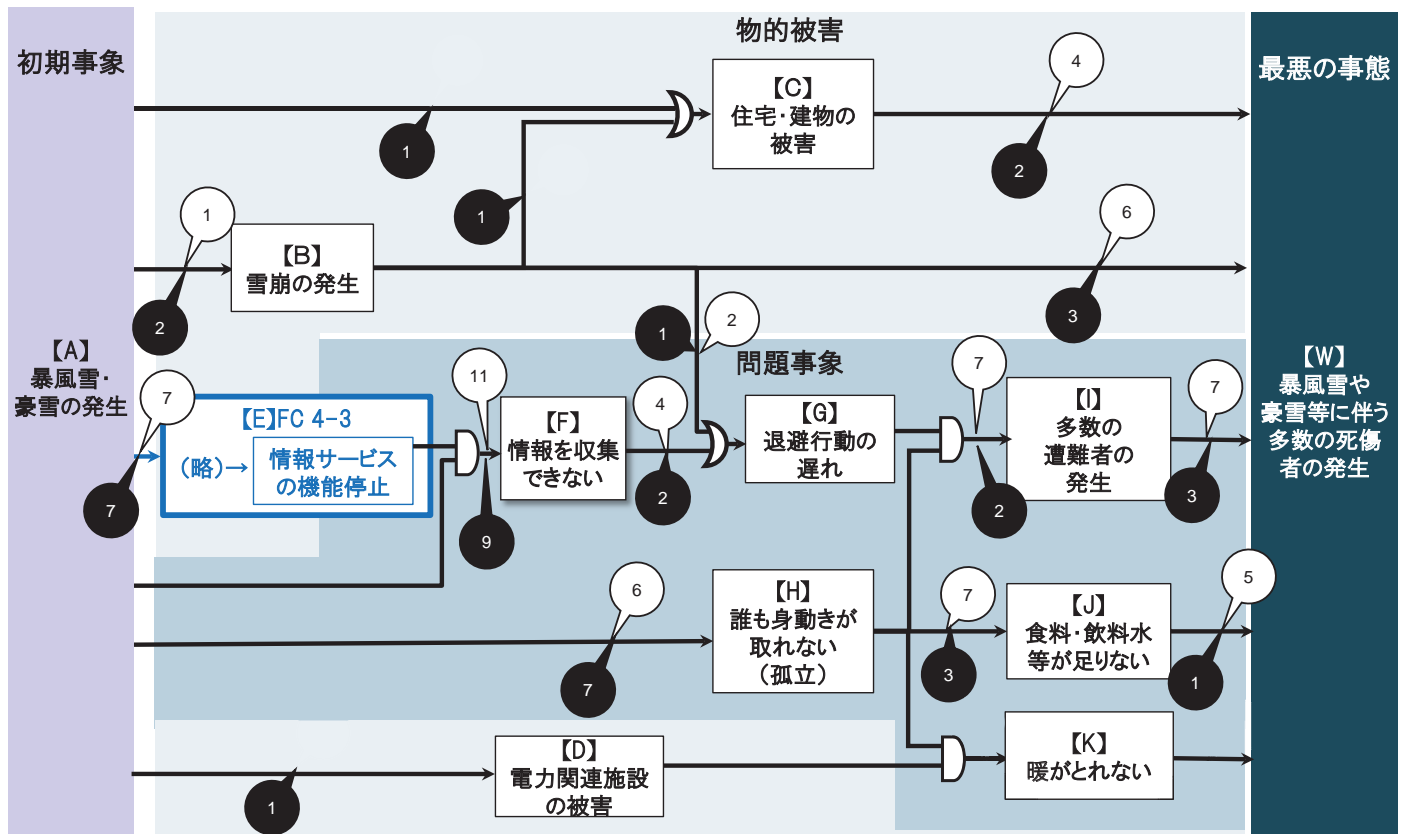 初期事象
物的被害
最悪の事態
【C】
住宅・建物の
被害
4
1
2
1
1
6
【B】
雪崩の発生
2
3
1
2
【A】
暴風雪・
豪雪の発生
問題事象
【W】
暴風雪や
豪雪等に伴う
多数の死傷
者の発生
7
【E】FC 4-3
(略)→
情報サービス
の機能停止
7
11
9
【F】
情報を収集
できない
4
2
【G】
退避行動の
遅れ
7
2
【I】
多数の
遭難者の
発生
7
3
6
7
【H】
誰も身動きが
取れない
（孤立）
7
3
【J】
食料・飲料水
等が足りない
5
1
【D】
電力関連施設
の被害
1
【K】
暖がとれない